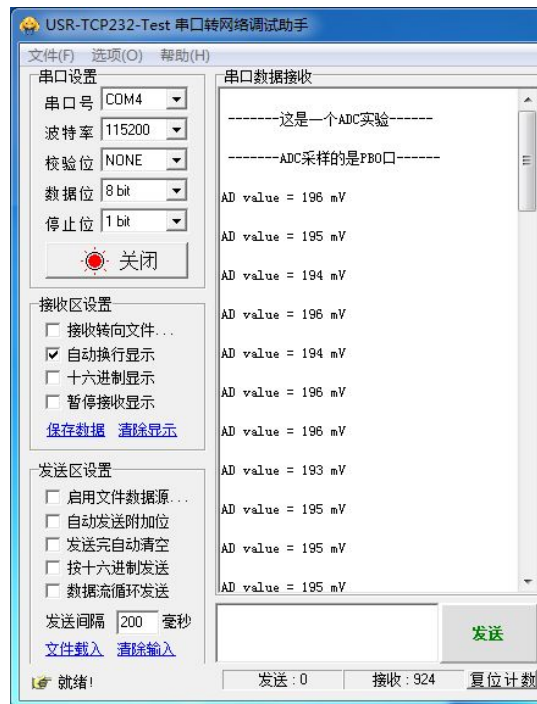 USR-TCP232-Test 串口转网络调试助手
文件(F) 选项(O) 帮助(H)
串口设置
串口号 COM4
波特率 115200
校验位 NONE
数据位 8 bit
停止位 1 bit
关闭
接收区设置
接收转向文件...
自动换行显示
十六进制显示
暂停接收显示
保存数据 清除显示
发送区设置
启用文件数据源...
自动发送附加位
发送完自动清空
按十六进制发送
数据流循环发送
发送间隔 200 毫秒
文件载入 清除输入
串口数据接收
-------这是一个ADC实验------
-------ADC采样的是PB0口------
AD value = 196 mV
AD value = 195 mV
AD value = 194 mV
AD value = 196 mV
AD value = 194 mV
AD value = 196 mV
AD value = 196 mV
AD value = 193 mV
AD value = 195 mV
AD value = 195 mV
AD value = 195 mV
发送
就绪!
发送 : 0
接收 : 924
复位计数